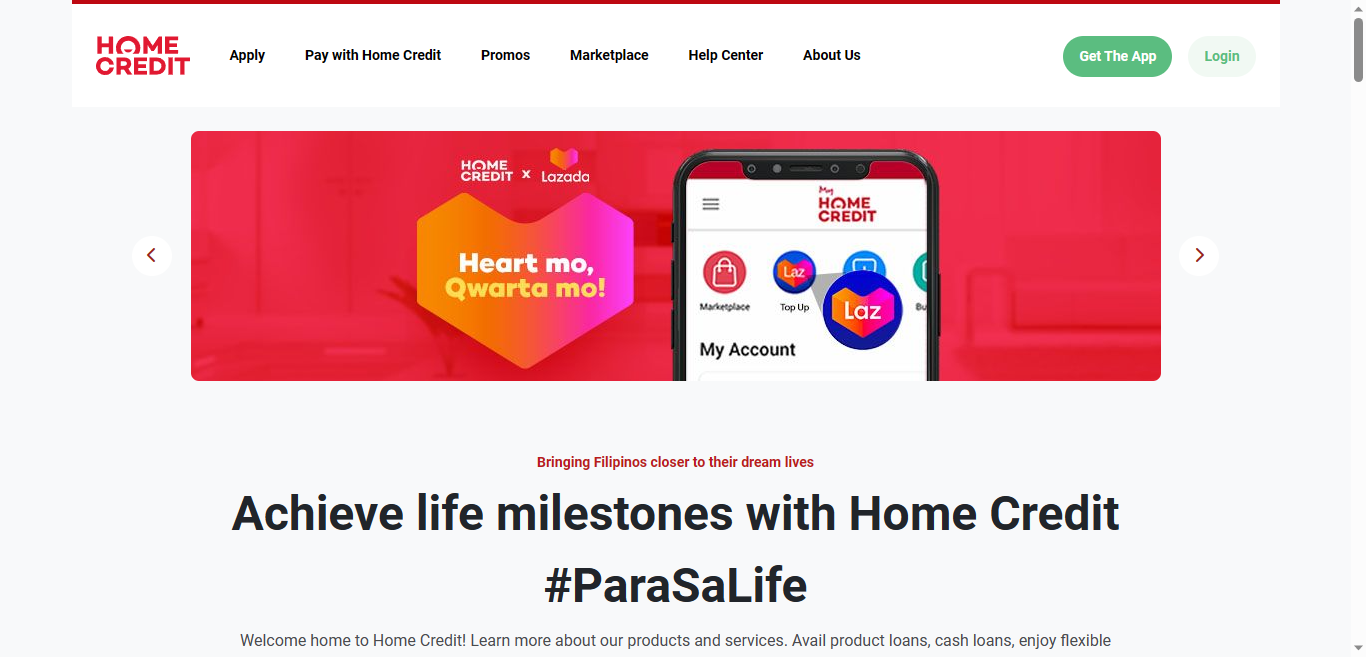 HOME
CREDIT
Apply
Pay with Home Credit
Promos
Marketplace
Help Center
About Us
Get The App
Login
HOME
CREDIT x Lazada
Heart mo,
Qwarta mo!
My
HOME
CREDIT
Laz
Marketplace
Top Up
Laz
Bu
My Account
Bringing Filipinos closer to their dream lives
Achieve life milestones with Home Credit
#ParaSaLife
Welcome home to Home Credit! Learn more about our products and services. Avail product loans, cash loans, enjoy flexible